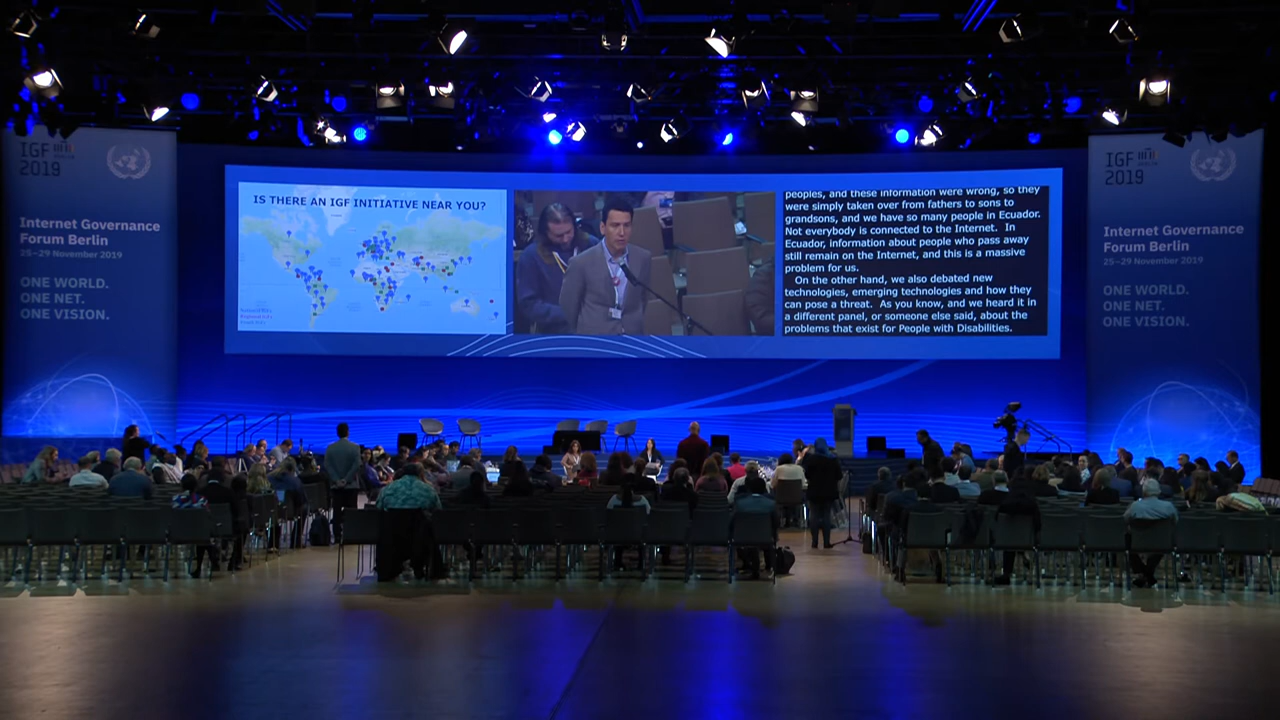 IGF
2019
Internet Governance
Forum Berlin
25–29 November 2019
ONE WORLD.
ONE NET.
ONE VISION.
IS THERE AN IGF INITIATIVE NEAR YOU?
peoples, and these information were wrong, so they
were simply taken over from fathers to sons to
grandsons, and we have so many people in Ecuador.
Not everybody is connected to the Internet. In
Ecuador, information about people who pass away
still remain on the Internet, and this is a massive
problem for us.
On the other hand, we also debated new
technologies, emerging technologies and how they
can pose a threat. As you know, and we heard it in
a different panel, or someone else said, about the
problems that exist for People with Disabilities.
IGF
2019
Internet Governance
Forum Berlin
25–29 November 2019
ONE WORLD.
ONE NET.
ONE VISION.